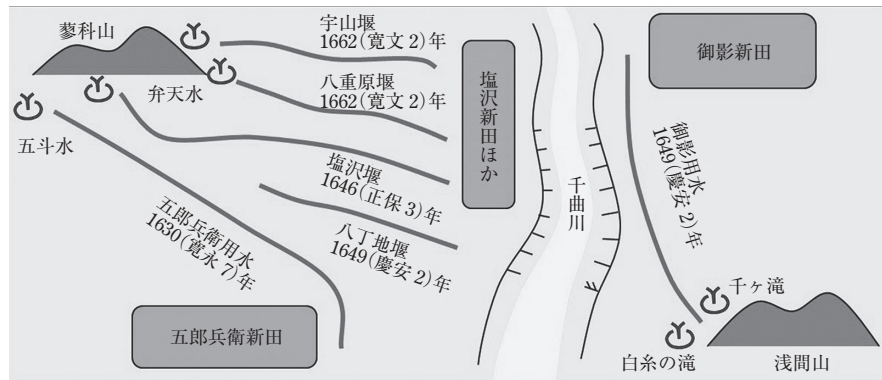 蓼科山
弁天水
五斗水
宇山堰
1662(寛文2)年
八重原堰
1662(寛文2)年
塩沢堰
1646(正保3)年
八丁地堰
1649(慶安2)年
五郎兵衛用水
1630(寛永7)年
五郎兵衛新田
塩沢新田ほか
千曲川
御影新田
御影用水
1649(慶安2)年
千ヶ滝
白糸の滝
浅間山